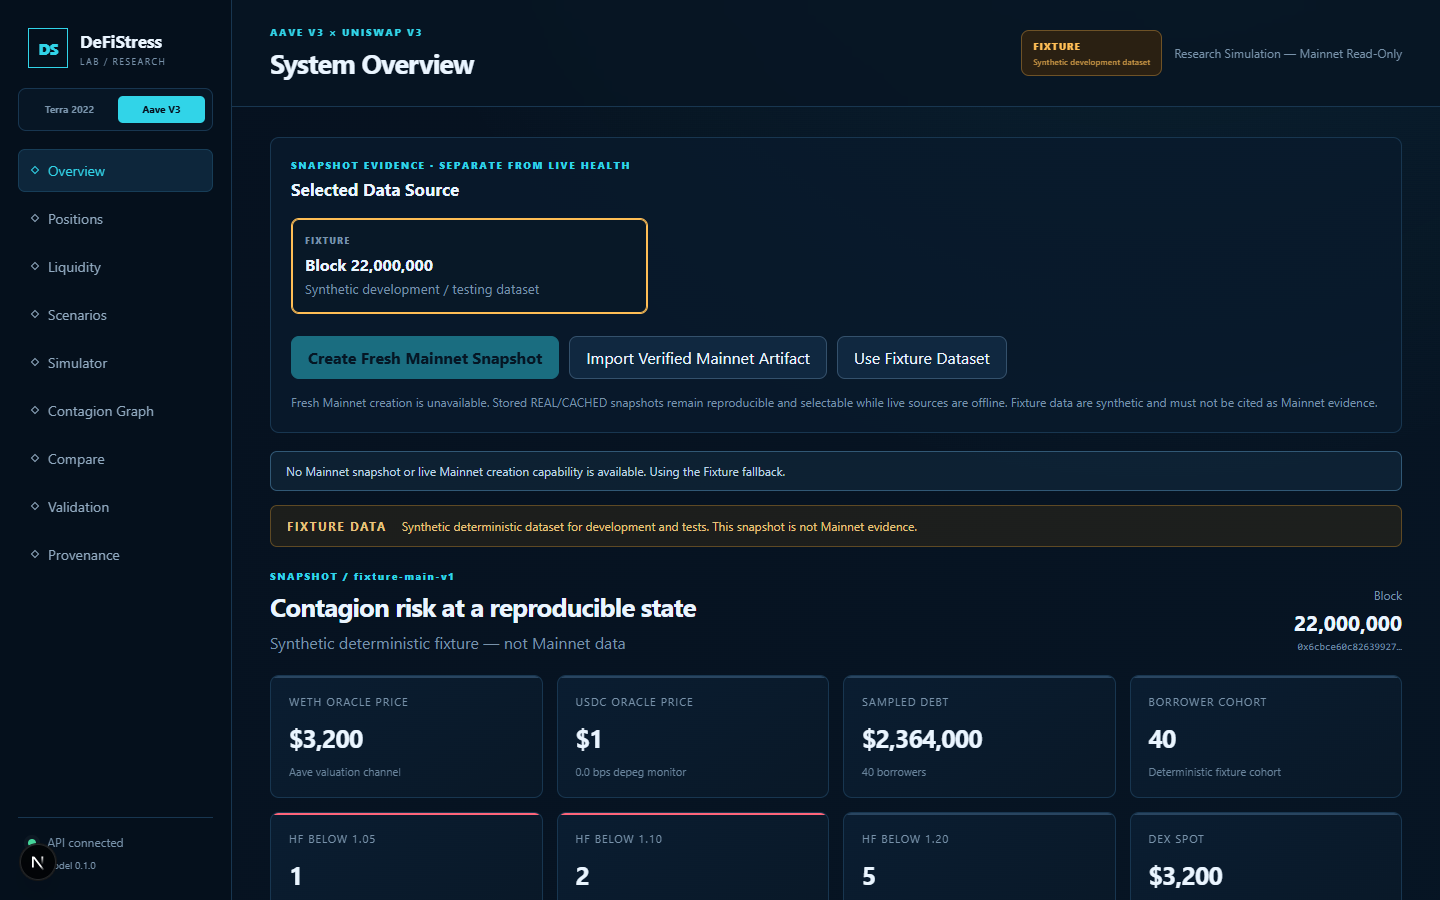 DS
DeFiStress
LAB / RESEARCH
Terra 2022
Aave V3
Overview
Positions
Liquidity
Scenarios
Simulator
Contagion Graph
Compare
Validation
Provenance
API connected
N
odel 0.1.0
AAVE V3 × UNISWAP V3
System Overview
FIXTURE
Synthetic development dataset
Research Simulation — Mainnet Read-Only
SNAPSHOT EVIDENCE · SEPARATE FROM LIVE HEALTH
Selected Data Source
FIXTURE
Block 22,000,000
Synthetic development / testing dataset
Create Fresh Mainnet Snapshot
Import Verified Mainnet Artifact
Use Fixture Dataset
Fresh Mainnet creation is unavailable. Stored REAL/CACHED snapshots remain reproducible and selectable while live sources are offline. Fixture data are synthetic and must not be cited as Mainnet evidence.
No Mainnet snapshot or live Mainnet creation capability is available. Using the Fixture fallback.
FIXTURE DATA Synthetic deterministic dataset for development and tests. This snapshot is not Mainnet evidence.
SNAPSHOT / fixture-main-v1
Contagion risk at a reproducible state
Synthetic deterministic fixture — not Mainnet data
Block
22,000,000
0x6cbce60c82639927…
WETH ORACLE PRICE
$3,200
Aave valuation channel
USDC ORACLE PRICE
$1
0.0 bps depeg monitor
SAMPLED DEBT
$2,364,000
40 borrowers
BORROWER COHORT
40
Deterministic fixture cohort
HF BELOW 1.05
1
HF BELOW 1.10
2
HF BELOW 1.20
5
DEX SPOT
$3,200